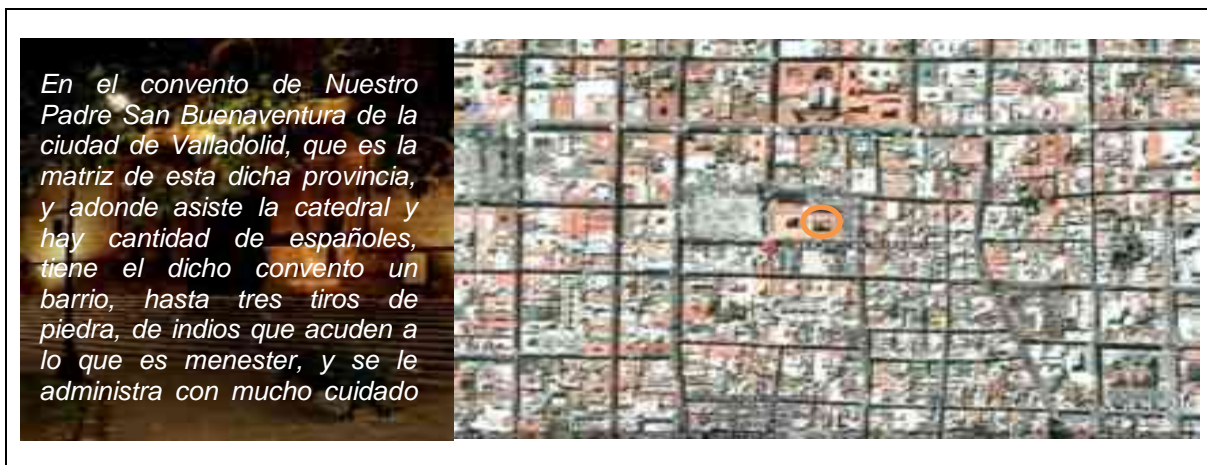 En el convento de Nuestro
Padre San Buenaventura de la
ciudad de Valladolid, que es la
matriz de esta dicha provincia,
y adonde asiste la catedral y
hay cantidad de españoles,
tiene el dicho convento un
barrio, hasta tres tiros de
piedra, de indios que acuden a
lo que es menester, y se le
administra con mucho cuidado